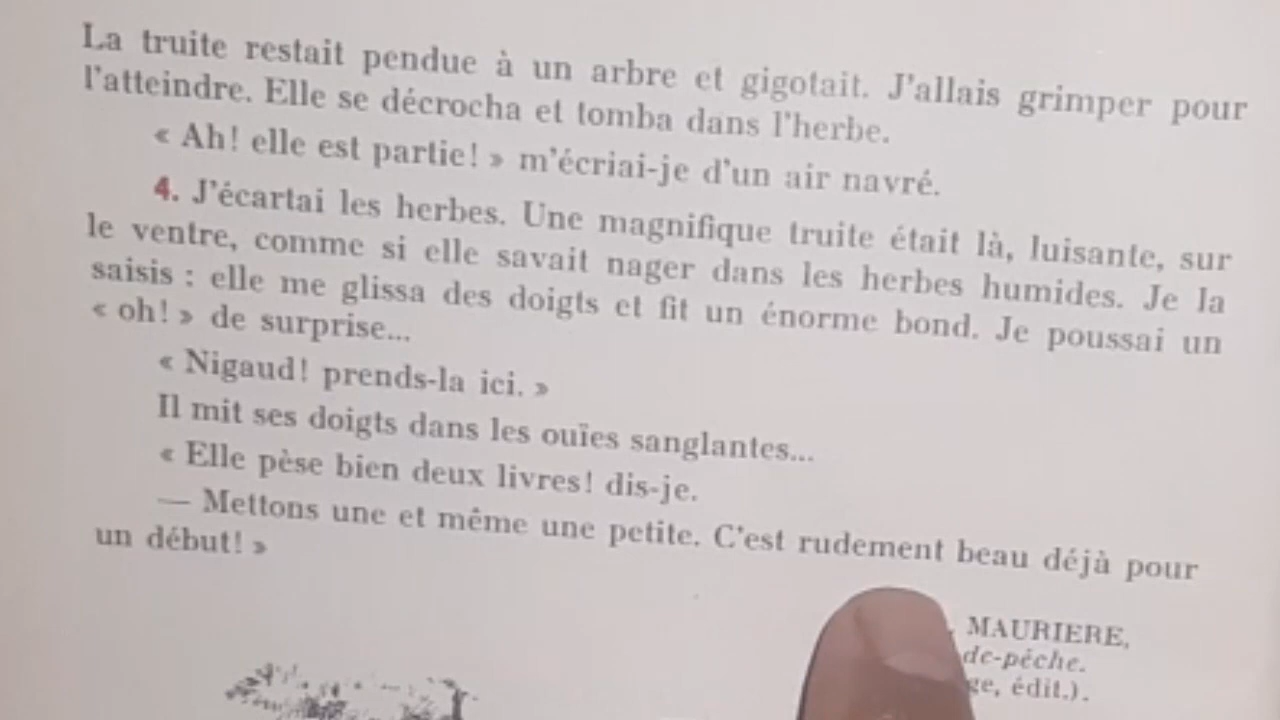 La truite restait pendue à un arbre et gigotait. J'allais grimper pour
l'atteindre. Elle se décrocha et tomba dans l'herbe.
« Ah! elle est partie! » m'écriai-je d'un air navré.
4. J'écartai les herbes. Une magnifique truite était là, luisante, sur
le ventre, comme si elle savait nager dans les herbes humides. Je la
saisis : elle me glissa des doigts et fit un énorme bond. Je poussai un
« oh! » de surprise...
« Nigaud! prends-la ici. »
Il mit ses doigts dans les ouïes sanglantes...
« Elle pèse bien deux livres! dis-je.
— Mettons une et même une petite. C'est rudement beau déjà pour
un début! »
MAURIERE,
de-pêche.
édit.).